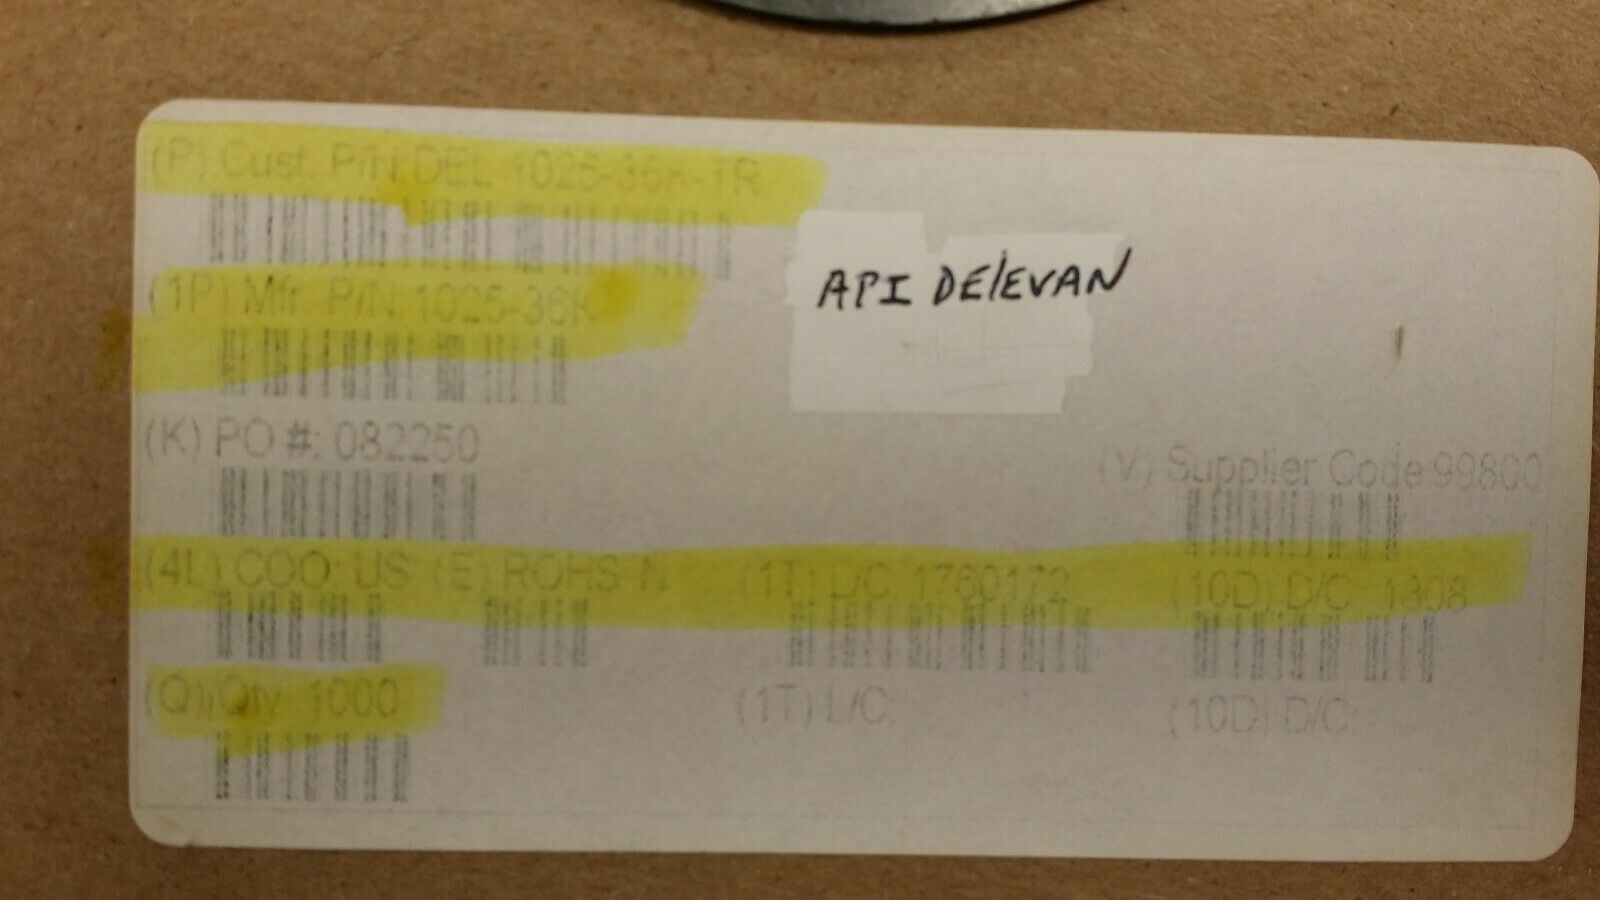 (P) Cust. P/N:DEL 1025-36K-TR
(1P) Mfr. P/N: 1025-36K
API DElEVAN
(K) PO #: 082250
(V) Supplier Code:99800
(4L) COO: US (E) ROHS-N (1T) L/C: 1760172 (10D) D/C: 1308
(Q) Qty: 1000 (1T) L/C: (10D) D/C: